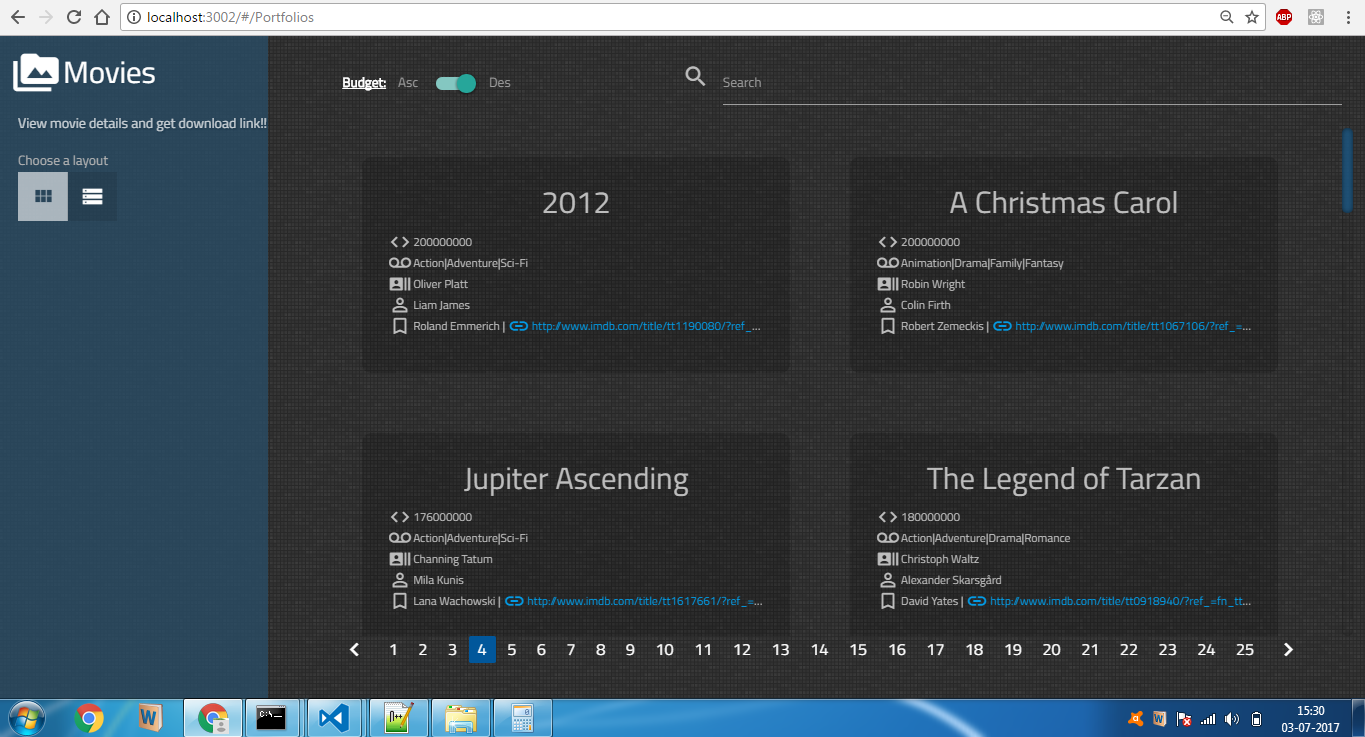 localhost:3002/#/Portfolios
ABP
Movies
View movie details and get download link!!
Choose a layout
Budget: Asc Des
Search
2012
200000000
Action|Adventure|Sci-Fi
Oliver Platt
Liam James
Roland Emmerich | http://www.imdb.com/title/tt1190080/?ref_...
A Christmas Carol
200000000
Animation|Drama|Family|Fantasy
Robin Wright
Colin Firth
Robert Zemeckis | http://www.imdb.com/title/tt1067106/?ref_=...
Jupiter Ascending
176000000
Action|Adventure|Sci-Fi
Channing Tatum
Mila Kunis
Lana Wachowski | http://www.imdb.com/title/tt1617661/?ref_=...
The Legend of Tarzan
180000000
Action|Adventure|Drama|Romance
Christoph Waltz
Alexander Skarsgård
David Yates | http://www.imdb.com/title/tt0918940/?ref_=fn_tt...
1 2 3 4 5 6 7 8 9 10 11 12 13 14 15 16 17 18 19 20 21 22 23 24 25
15:30
03-07-2017